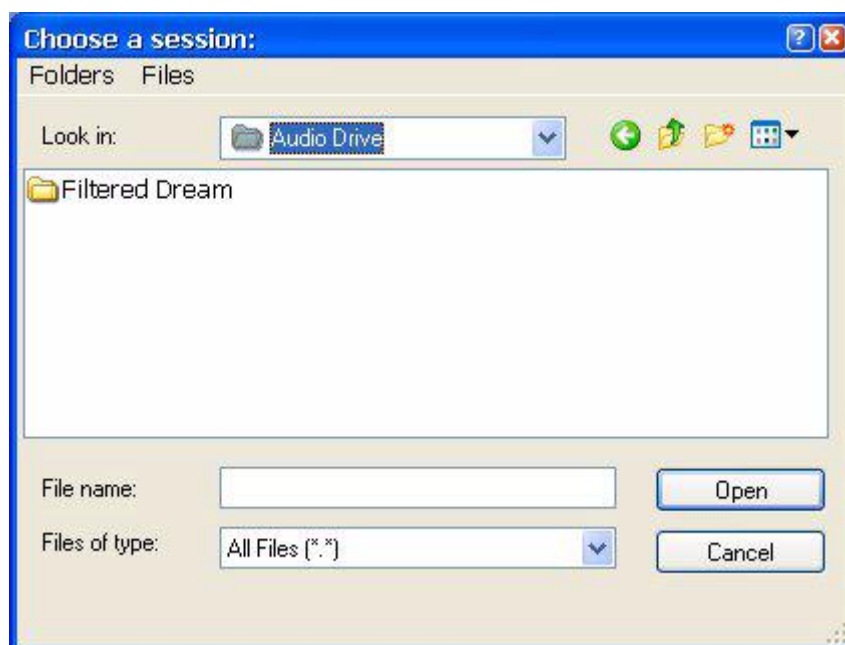 Choose a session:
Folders Files
Look in: Audio Drive
Filtered Dream
File name: Open
Files of type: All Files (*.*) Cancel